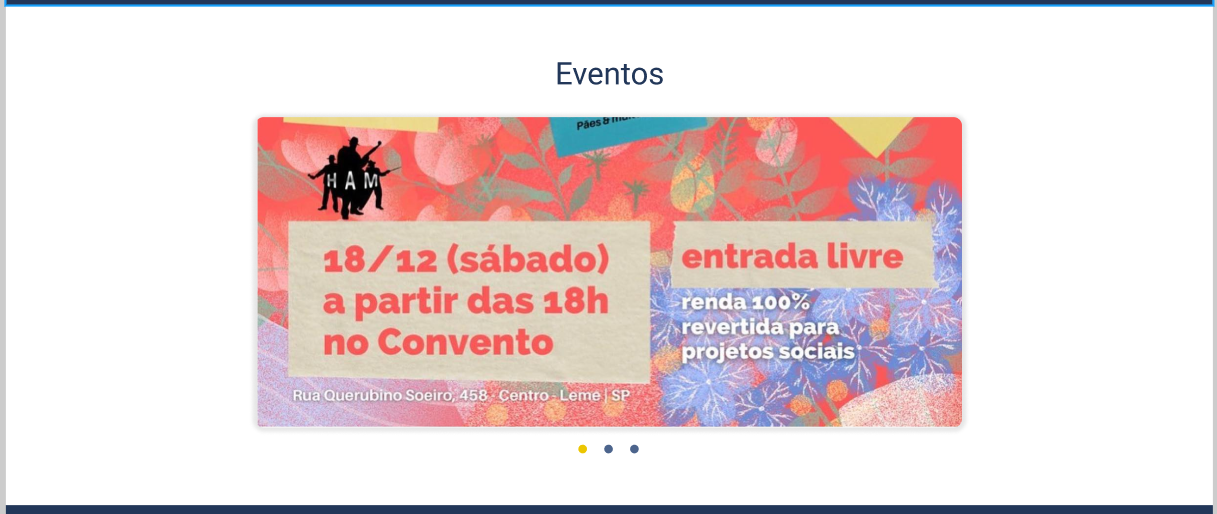 Eventos
Pães &
HAM
18/12 (sábado)
a partir das 18h
no Convento
entrada livre
renda 100%
revertida para
projetos sociais
Rua Querubino Soeiro, 458 - Centro - Leme | SP